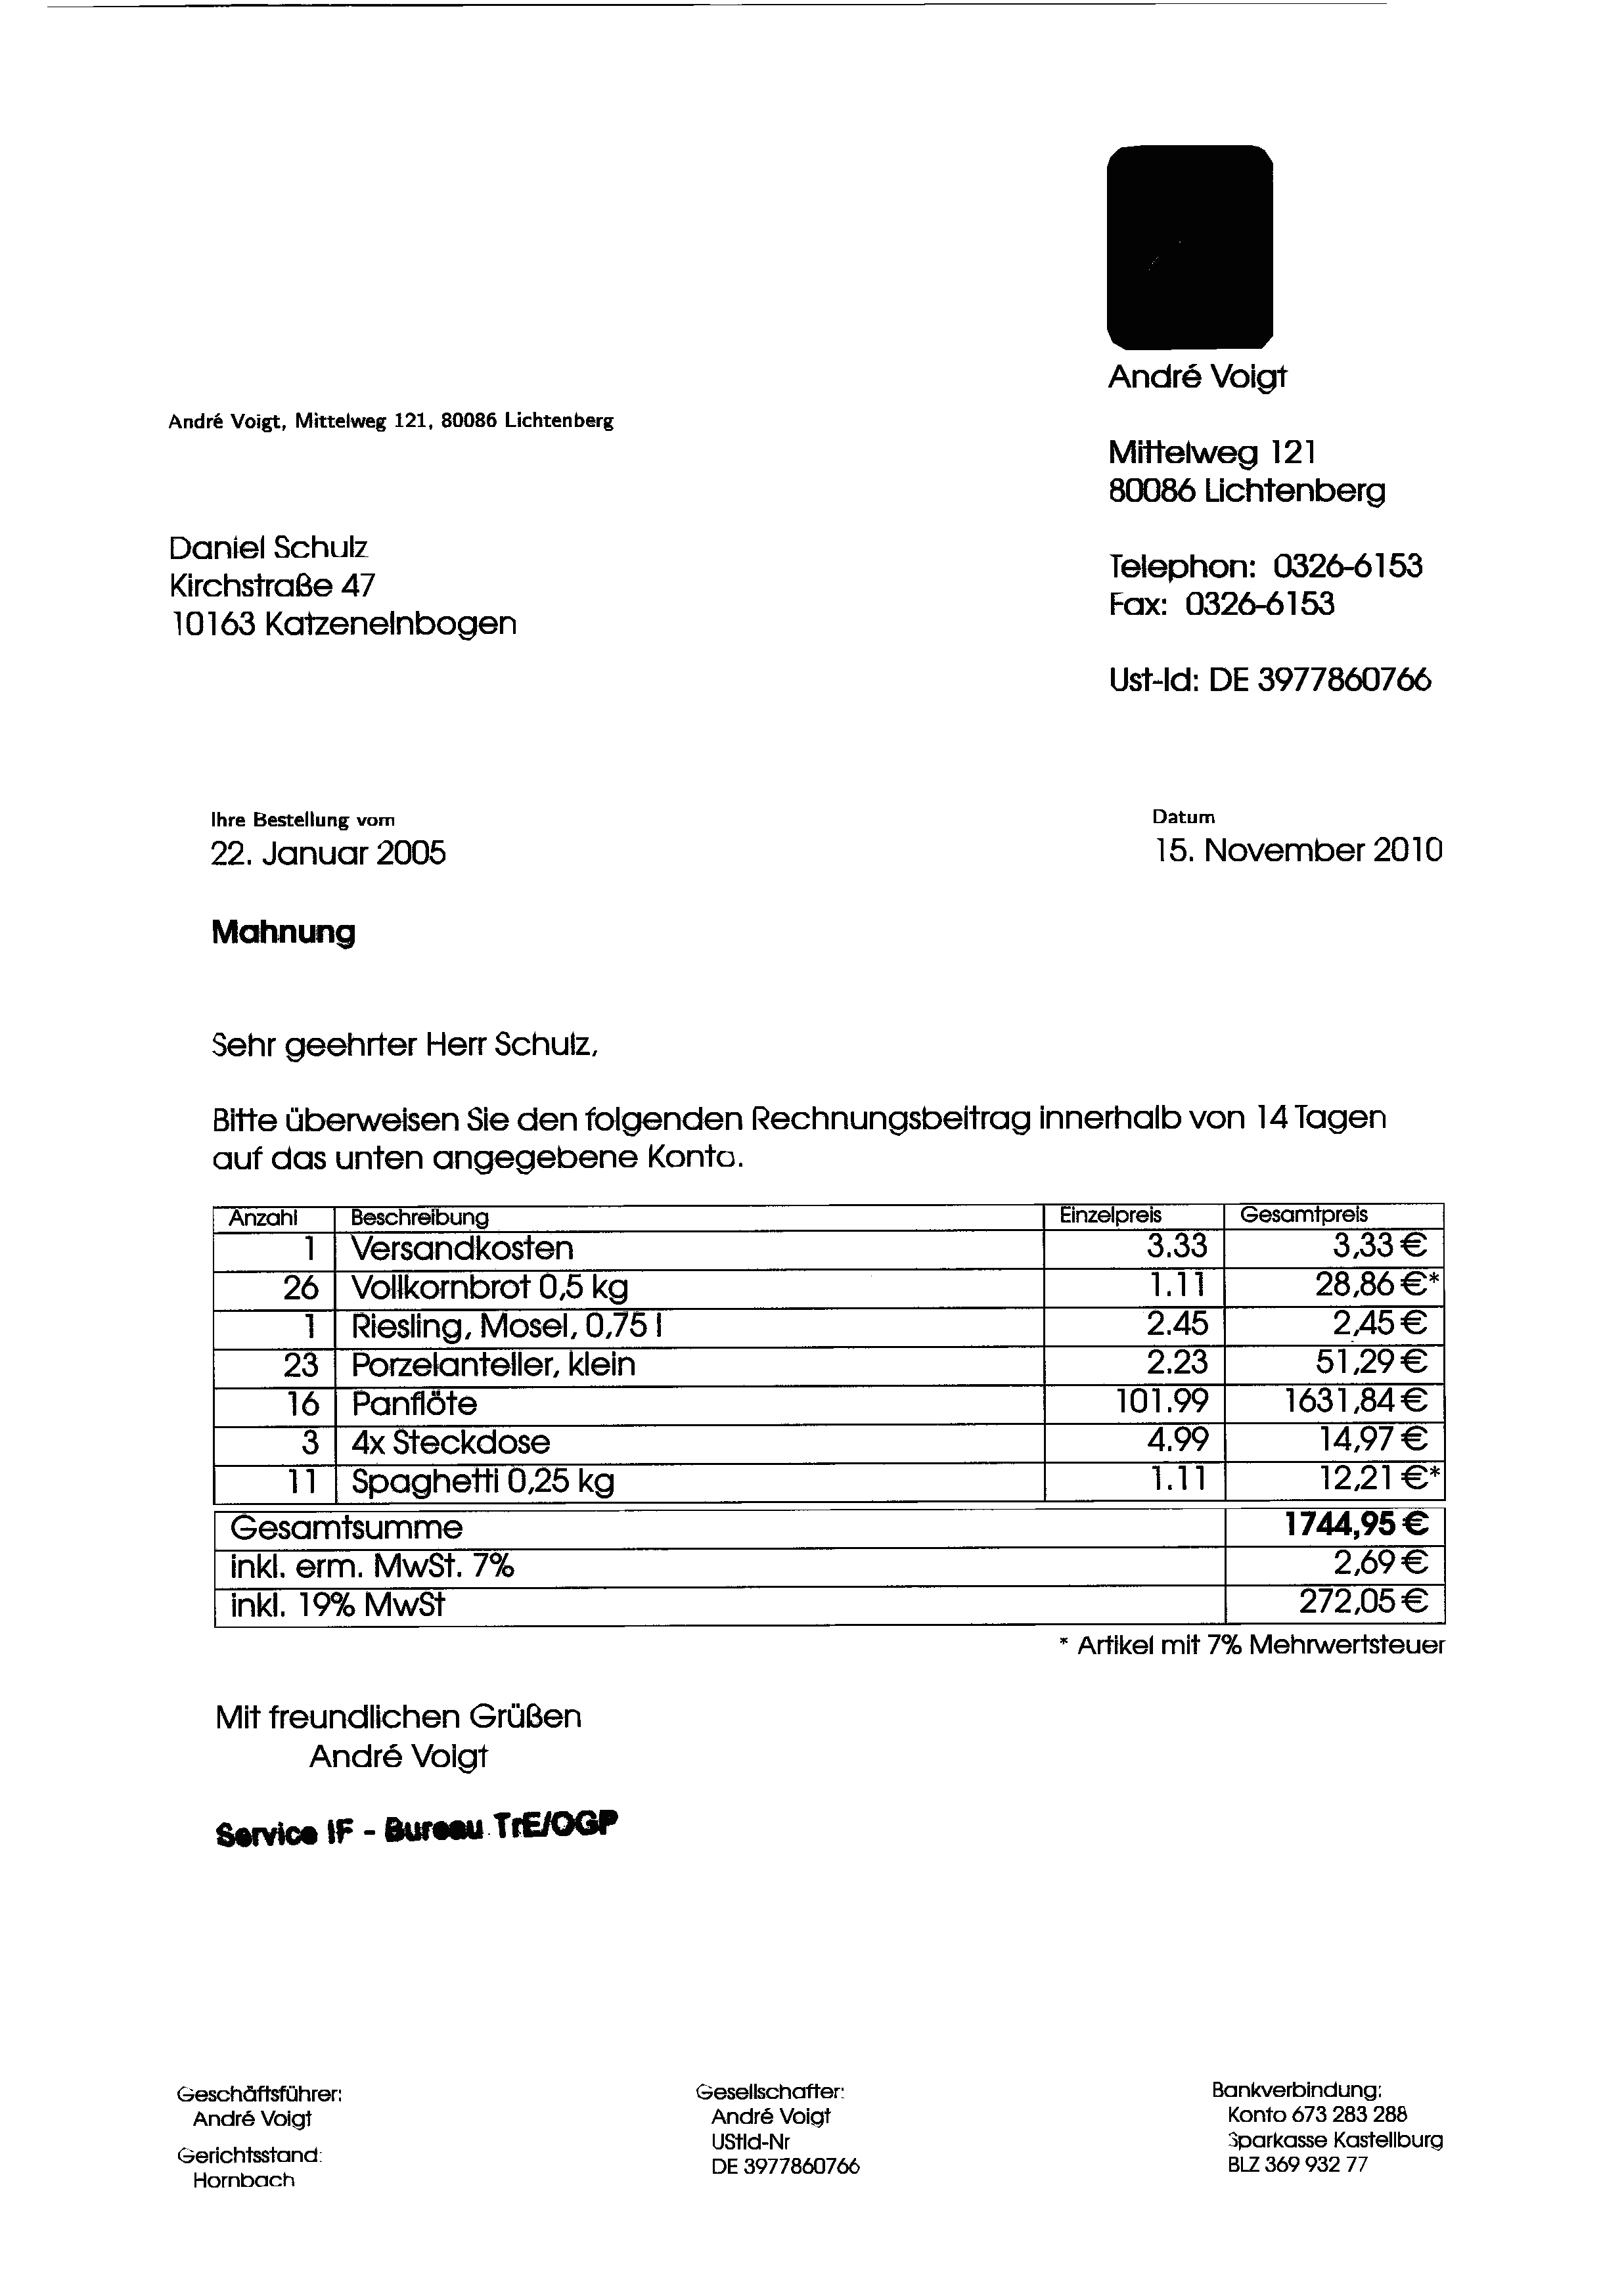 André Voigt
André Voigt, Mittelweg 121, 80086 Lichtenberg
Mittelweg 121
80086 Lichtenberg
Daniel Schulz
Kirchstraße 47
10163 Katzenelnbogen
Telephon: 0326-6153
Fax: 0326-6153
Ust-Id: DE 3977860766
Ihre Bestellung vom
22. Januar 2005
Datum
15. November 2010
Mahnung
Sehr geehrter Herr Schulz,
Bitte überweisen Sie den folgenden Rechnungsbeitrag innerhalb von 14 Tagen
auf das unten angegebene Konto.
Anzahl Beschreibung Einzelpreis Gesamtpreis
1 Versandkosten 3.33 3,33 €
26 Vollkornbrot 0,5 kg 1.11 28,86 €*
1 Riesling, Mosel, 0,75 l 2.45 2,45 €
23 Porzelanteller, klein 2.23 51,29 €
16 Panflöte 101.99 1631,84 €
3 4x Steckdose 4.99 14,97 €
11 Spaghetti 0,25 kg 1.11 12,21 €*
Gesamtsumme 1744,95 €
inkl. erm. MwSt. 7% 2,69 €
inkl. 19% MwSt 272,05 €
* Artikel mit 7% Mehrwertsteuer
Mit freundlichen Grüßen
André Voigt
Service IF - Bureau TrE/OGP
Geschäftsführer:
André Voigt
Gerichtsstand:
Hornbach
Gesellschafter:
André Voigt
UStId-Nr
DE 3977860766
Bankverbindung:
Konto 673 283 288
Sparkasse Kastellburg
BLZ 369 932 77